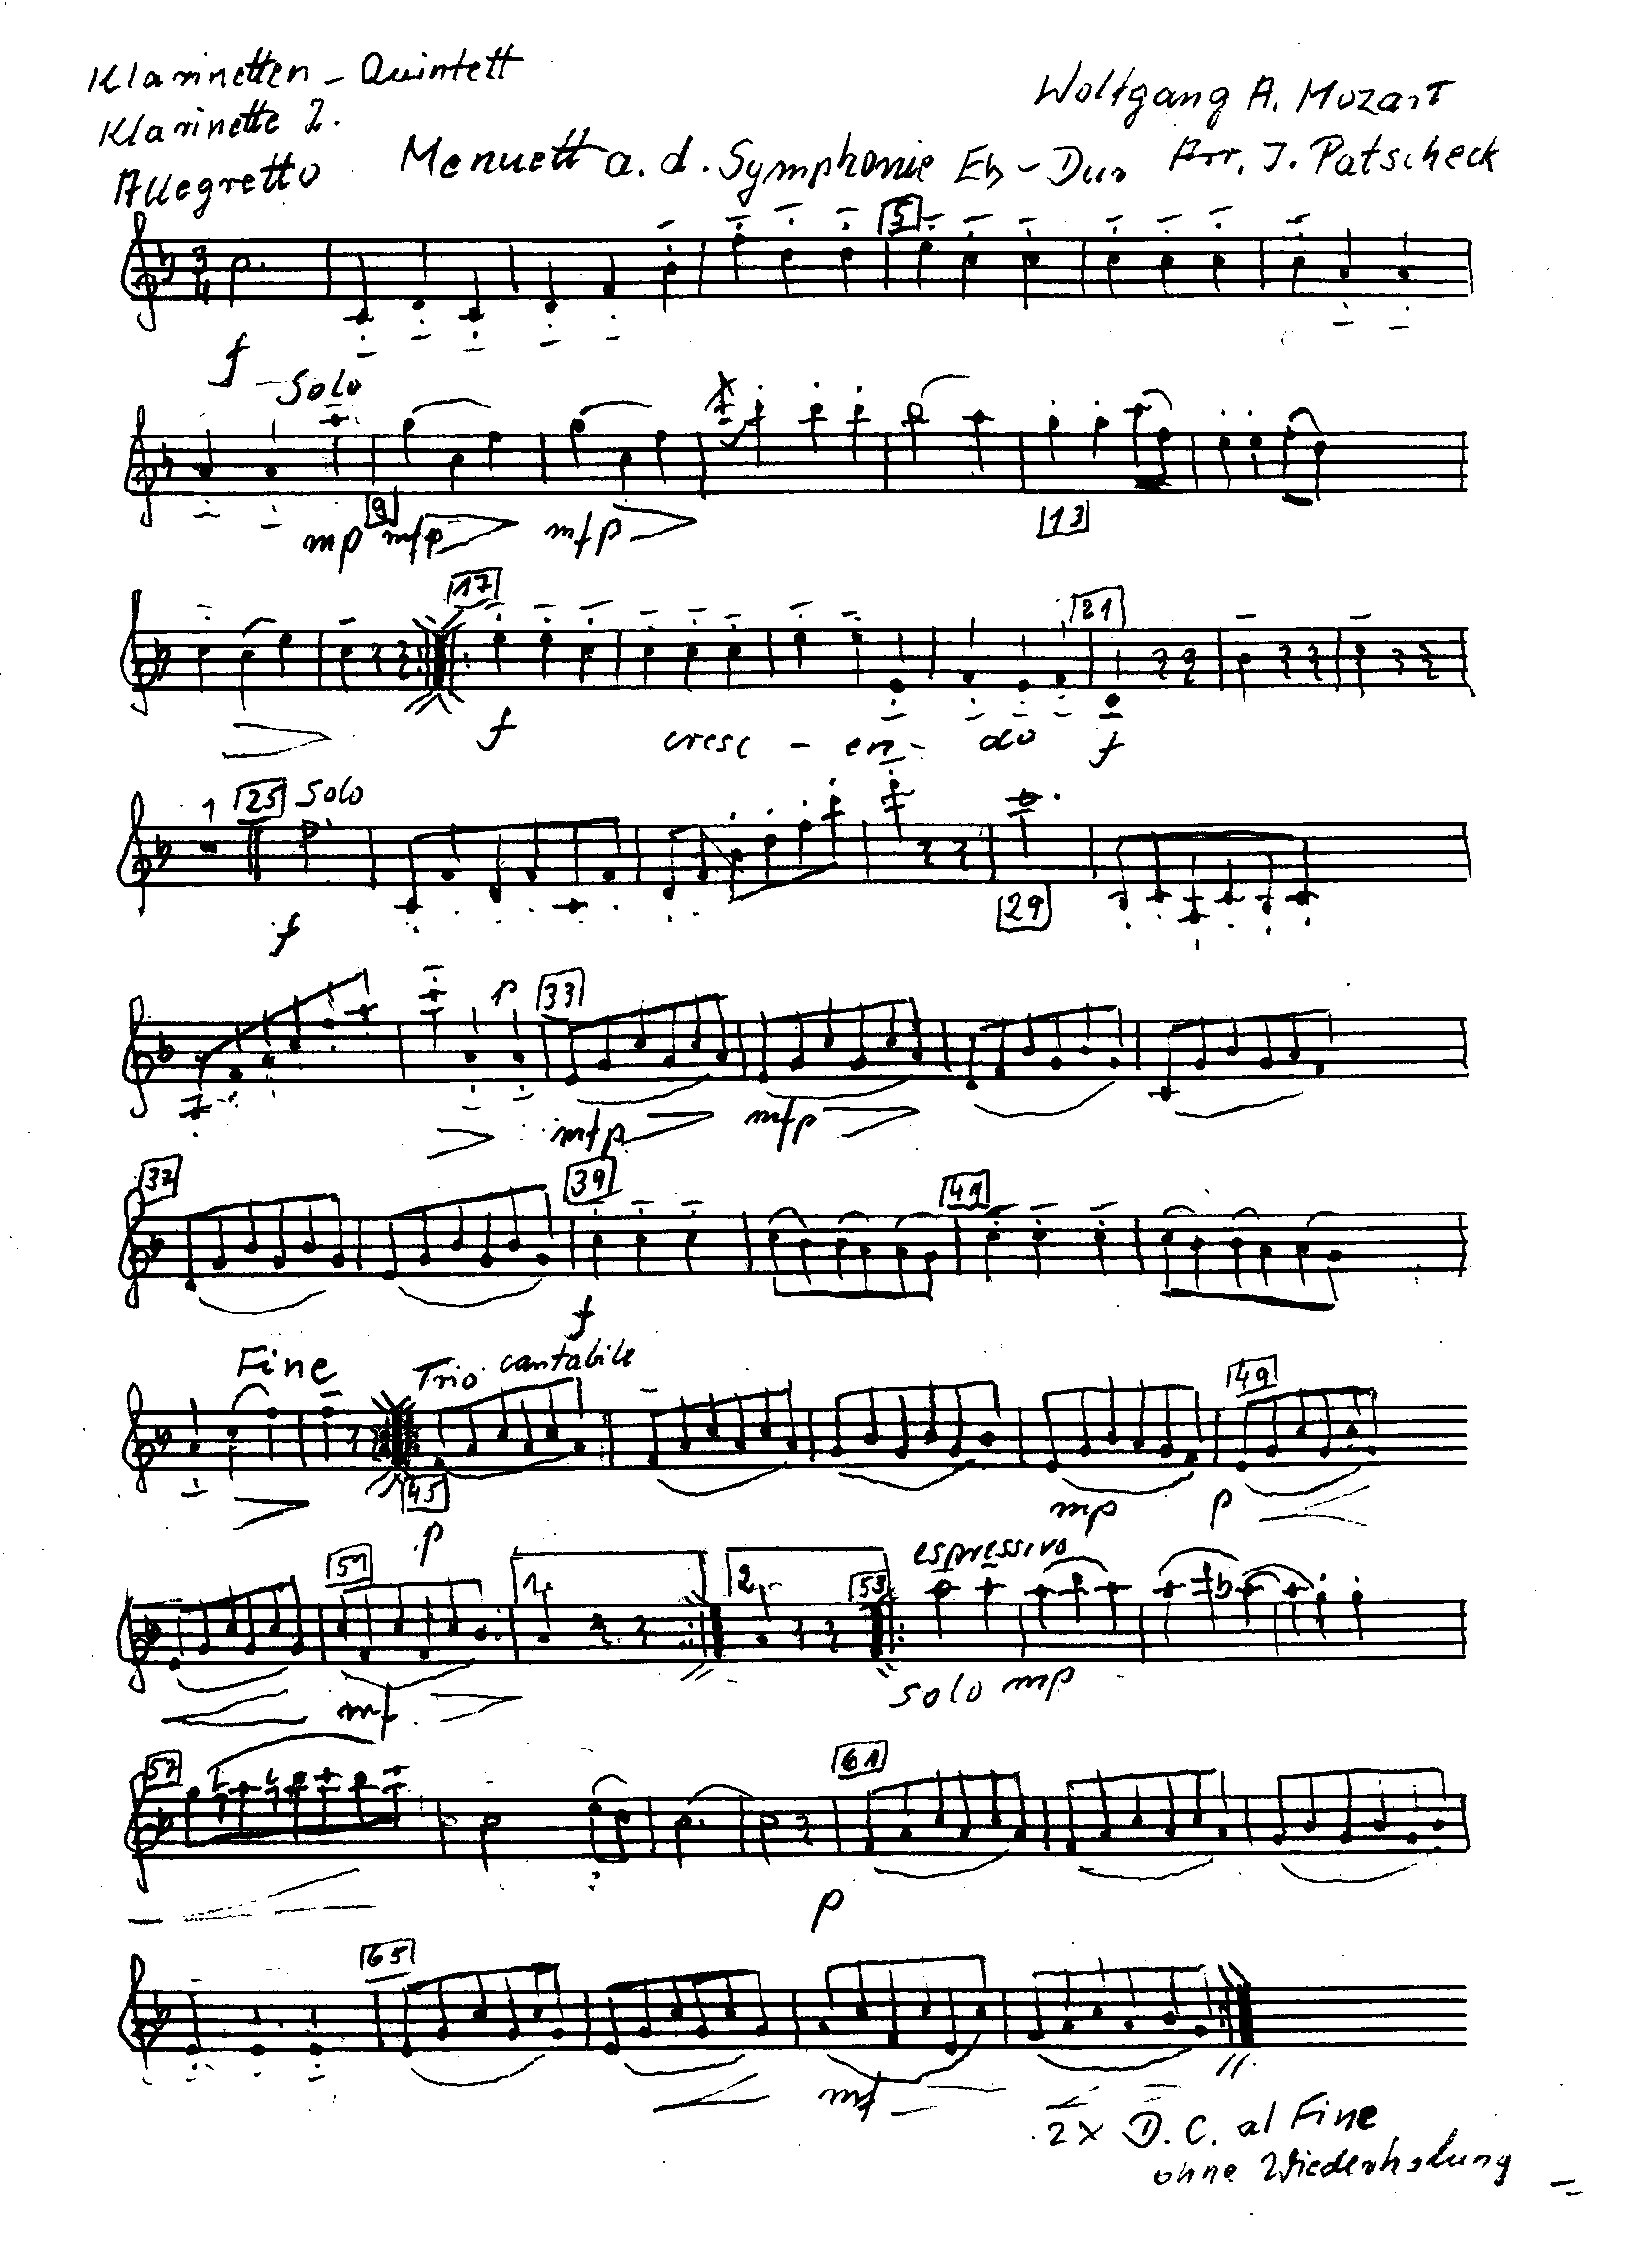 Klarinetten-Quintett
Wolfgang A. Mozart
Klarinette 2.
Menuett a. d. Symphonie Eb-Dur Arr. J. Patscheck
Allegretto
5
3
4
f
Solo
mp 9 mfp mfp 13
17 21
f cresc - en - do f
1 25 Solo
f 29
p 33
mfp mfp
37 39 41
f
Fine Trio cantabile 49
45 mp p
p
51 1. 2. 53 espressivo
mf solo mp
57 61
p
65
mf
2x D. C. al Fine
ohne Wiederholung